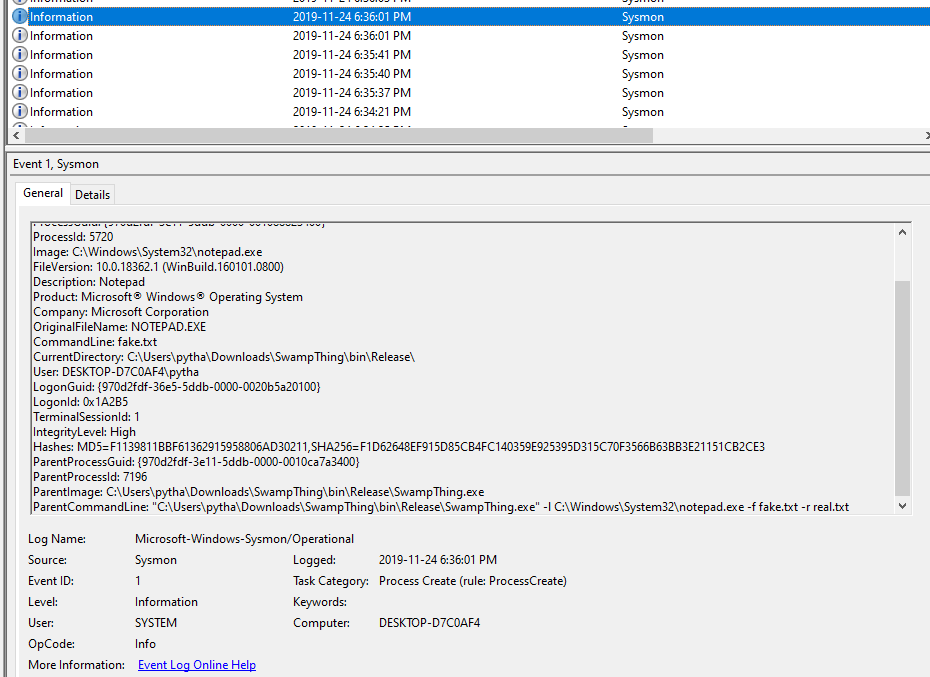 Information 2019-11-24 6:36:01 PM Sysmon
Information 2019-11-24 6:36:01 PM Sysmon
Information 2019-11-24 6:35:41 PM Sysmon
Information 2019-11-24 6:35:40 PM Sysmon
Information 2019-11-24 6:35:37 PM Sysmon
Information 2019-11-24 6:34:21 PM Sysmon
Event 1, Sysmon
General Details
ProcessId: 5720
Image: C:\Windows\System32\notepad.exe
FileVersion: 10.0.18362.1 (WinBuild.160101.0800)
Description: Notepad
Product: Microsoft® Windows® Operating System
Company: Microsoft Corporation
OriginalFileName: NOTEPAD.EXE
CommandLine: fake.txt
CurrentDirectory: C:\Users\pytha\Downloads\SwampThing\bin\Release\
User: DESKTOP-D7C0AF4\pytha
LogonGuid: {970d2fdf-36e5-5ddb-0000-0020b5a20100}
LogonId: 0x1A2B5
TerminalSessionId: 1
IntegrityLevel: High
Hashes: MD5=F1139811BBF61362915958806AD30211,SHA256=F1D62648EF915D85CB4FC140359E925395D315C70F3566B63BB3E21151CB2CE3
ParentProcessGuid: {970d2fdf-3e11-5ddb-0000-0010ca7a3400}
ParentProcessId: 7196
ParentImage: C:\Users\pytha\Downloads\SwampThing\bin\Release\SwampThing.exe
ParentCommandLine: "C:\Users\pytha\Downloads\SwampThing\bin\Release\SwampThing.exe" -l C:\Windows\System32\notepad.exe -f fake.txt -r real.txt
Log Name: Microsoft-Windows-Sysmon/Operational
Source: Sysmon Logged: 2019-11-24 6:36:01 PM
Event ID: 1 Task Category: Process Create (rule: ProcessCreate)
Level: Information Keywords:
User: SYSTEM Computer: DESKTOP-D7C0AF4
OpCode: Info
More Information: Event Log Online Help